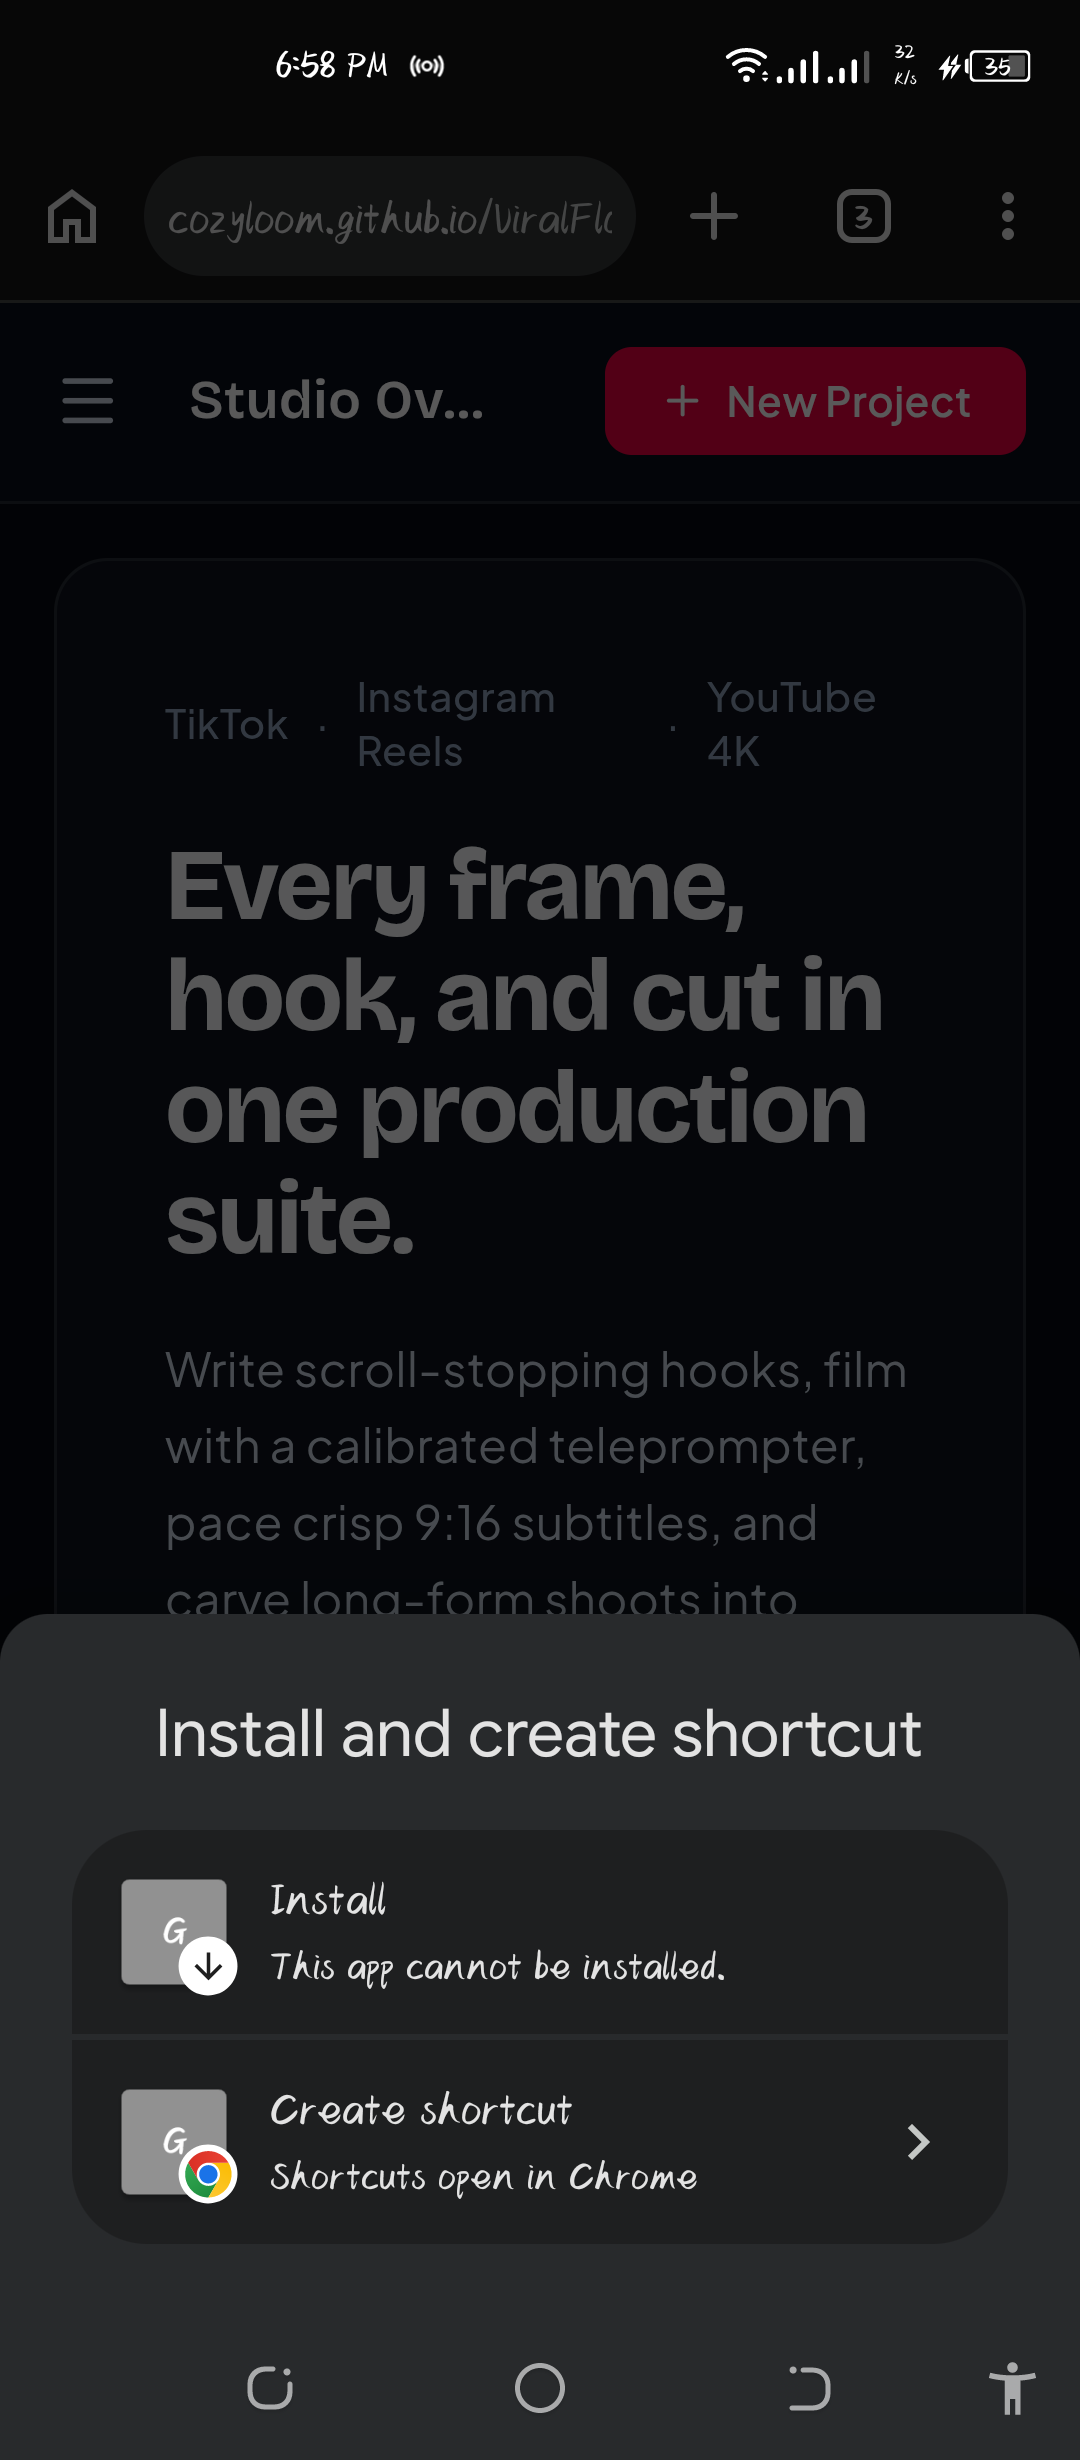 6:58 PM
32
K/s
35
cozyloom.github.io/ViralFlo
3
Studio Ov...
+ New Project
TikTok · Instagram Reels · YouTube 4K
Every frame,
hook, and cut in
one production
suite.
Write scroll-stopping hooks, film
with a calibrated teleprompter,
pace crisp 9:16 subtitles, and
carve long-form shoots into
Install and create shortcut
G
Install
This app cannot be installed.
G
Create shortcut
Shortcuts open in Chrome